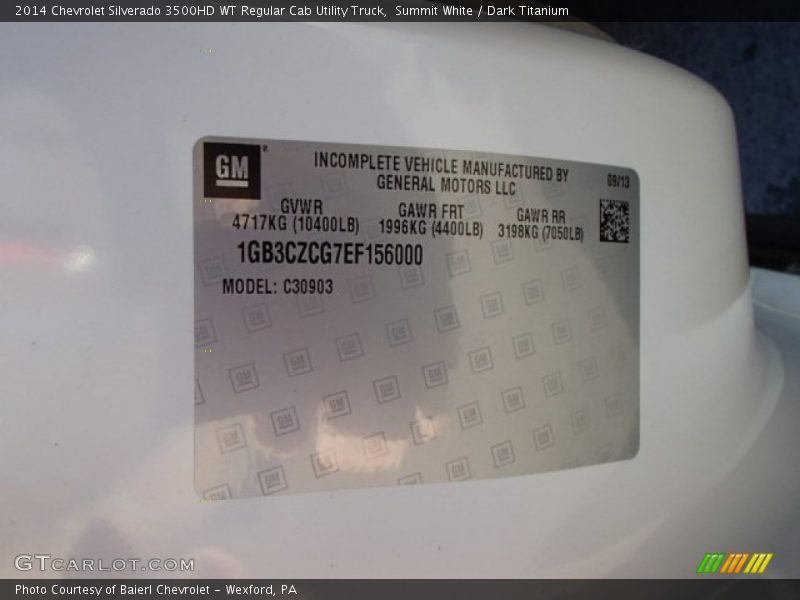 2014 Chevrolet Silverado 3500HD WT Regular Cab Utility Truck,  Summit White / Dark Titanium
GM
INCOMPLETE VEHICLE MANUFACTURED BY
GENERAL MOTORS LLC
09/13
GVWR GAWR FRT GAWR RR
4717KG (10400LB) 1996KG (4400LB) 3198KG (7050LB)
1GB3CZCG7EF156000
MODEL: C30903
GTCARLOT.COM
Photo Courtesy of Baierl Chevrolet - Wexford, PA